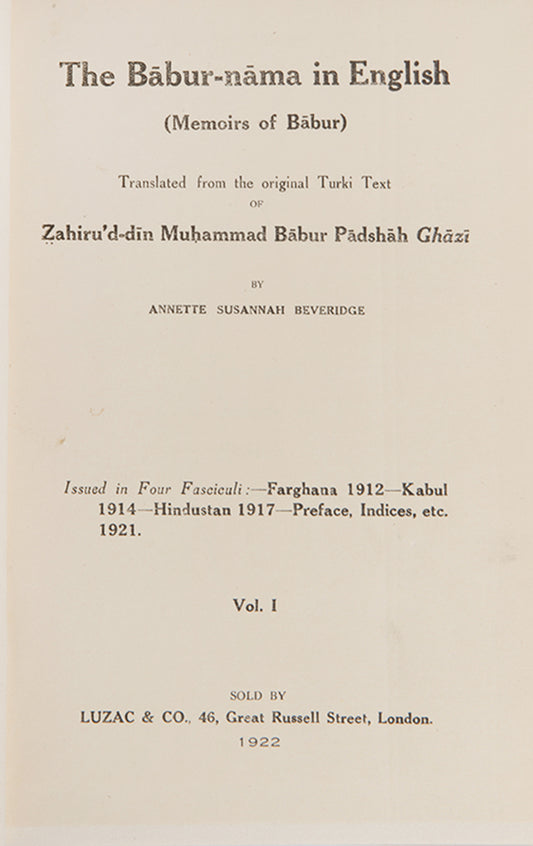 The Bābur-nāma in English
(Memoirs of Bābur)
Translated from the original Turki Text
OF
Ẓahiru'd-dīn Muḥammad Bābur Pādshāh Ghāzī
BY
ANNETTE SUSANNAH BEVERIDGE
Issued in Four Fasciculi:—Farghana 1912—Kabul
1914—Hindustan 1917—Preface, Indices, etc.
1921.
Vol. I
SOLD BY
LUZAC & CO., 46, Great Russell Street, London.
1922